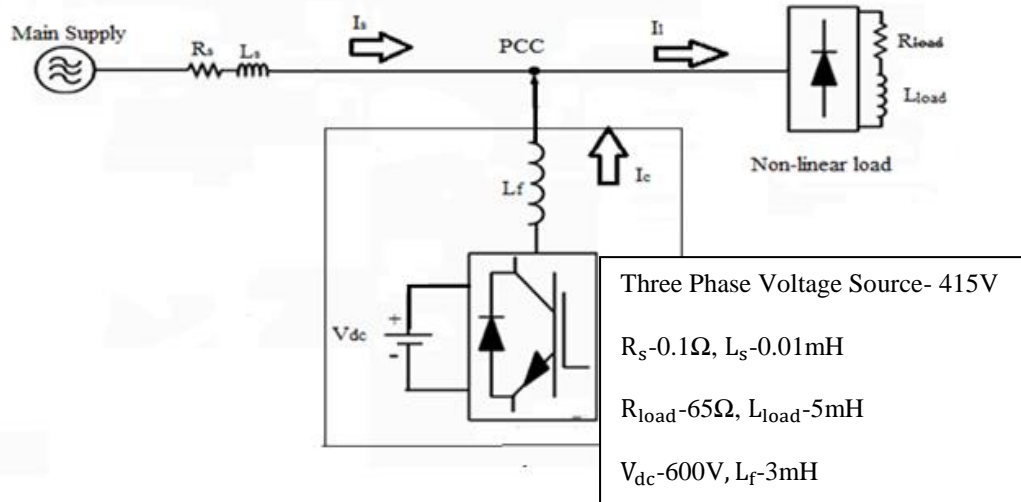 Main Supply
Rs
Ls
Is
PCC
Il
Rload
Lload
Non-linear load
Ic
Lf
Vdc
+
-
Three Phase Voltage Source- 415V
Rs-0.1Ω, Ls-0.01mH
Rload-65Ω, Lload-5mH
Vdc-600V, Lf-3mH